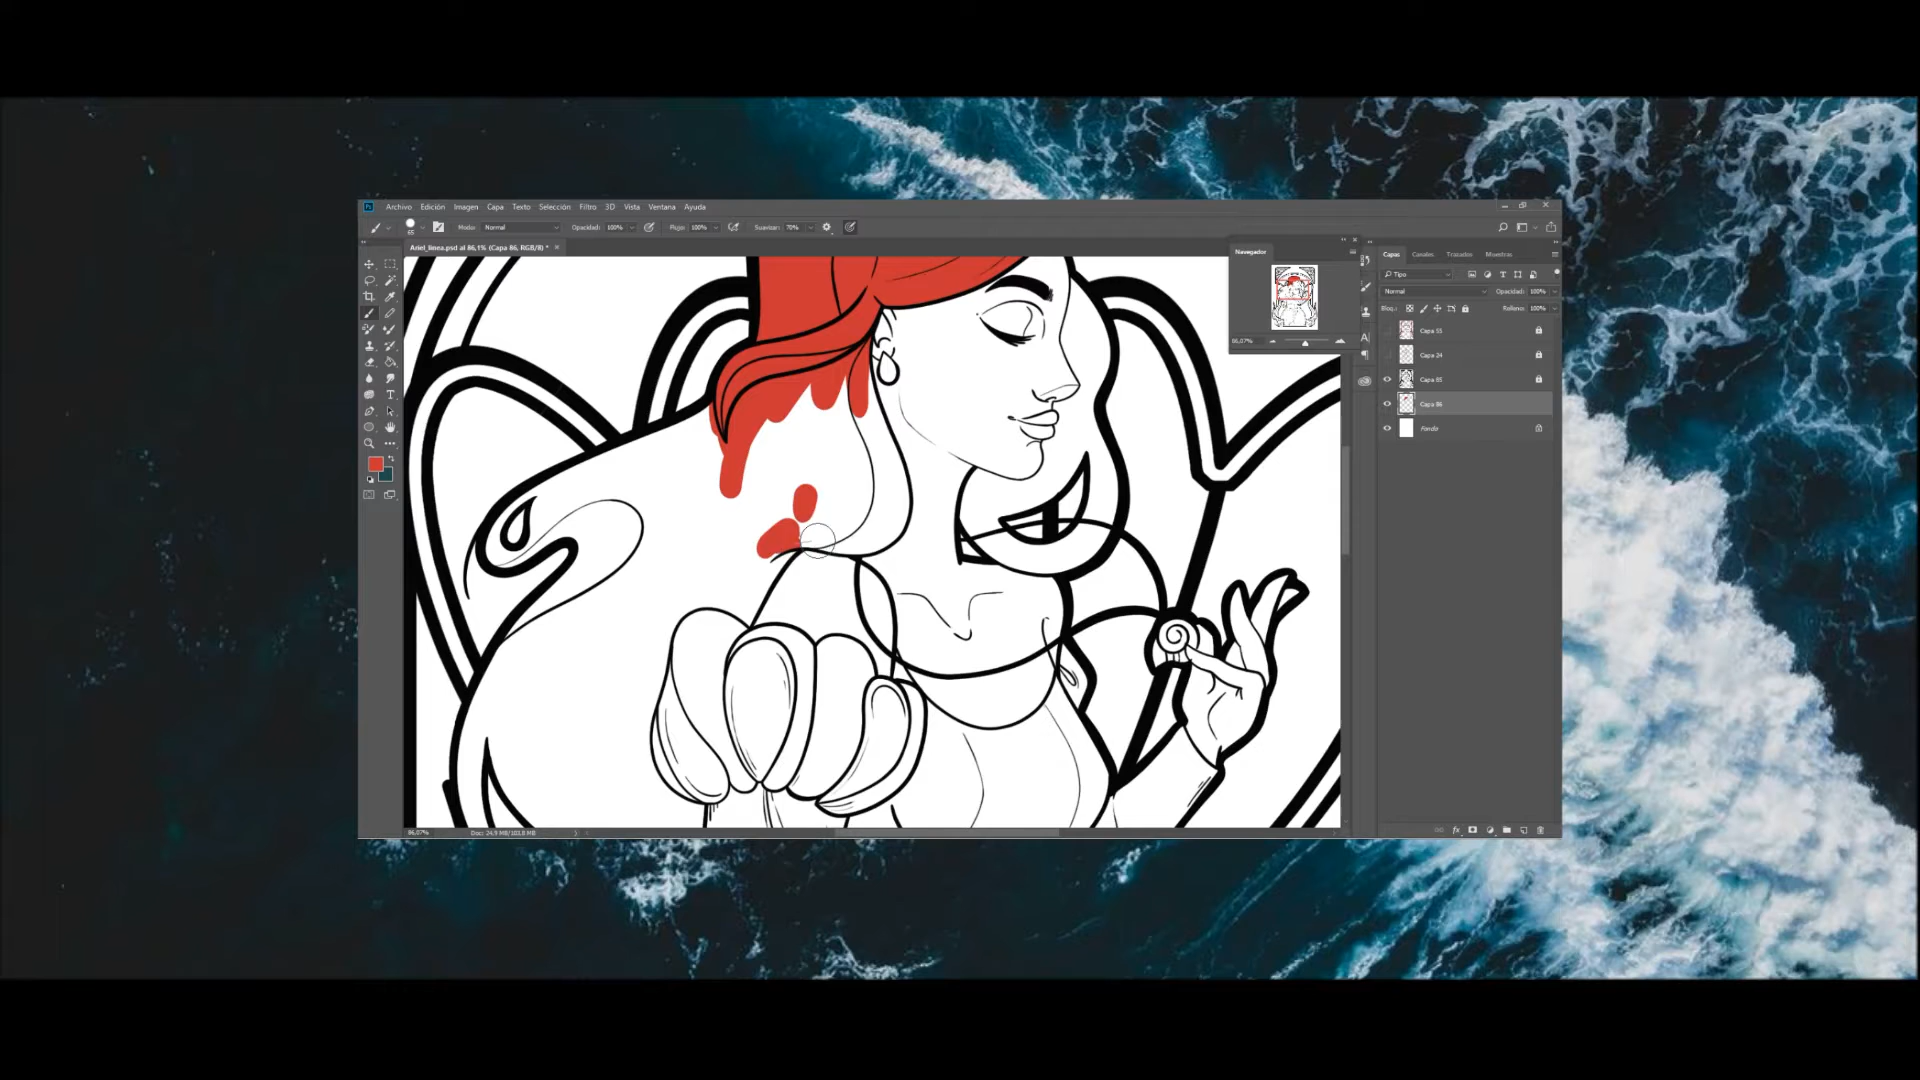 Ps Archivo Edición Imagen Capa Texto Selección Filtro 3D Vista Ventana Ayuda
65 Modo: Normal Opacidad: 100% Flujo: 100% Suavizar: 70%
Ariel_linea.psd al 86,1% (Capa 86, RGB/8) *
Navegador
86,07%
Capas Canales Trazados Muestras
Tipo
Normal Opacidad: 100%
Bloq.: Relleno: 100%
Capa 55
Capa 24
Capa 85
Capa 86
Fondo
fx
86,07% Doc: 24,9 MB/103,8 MB